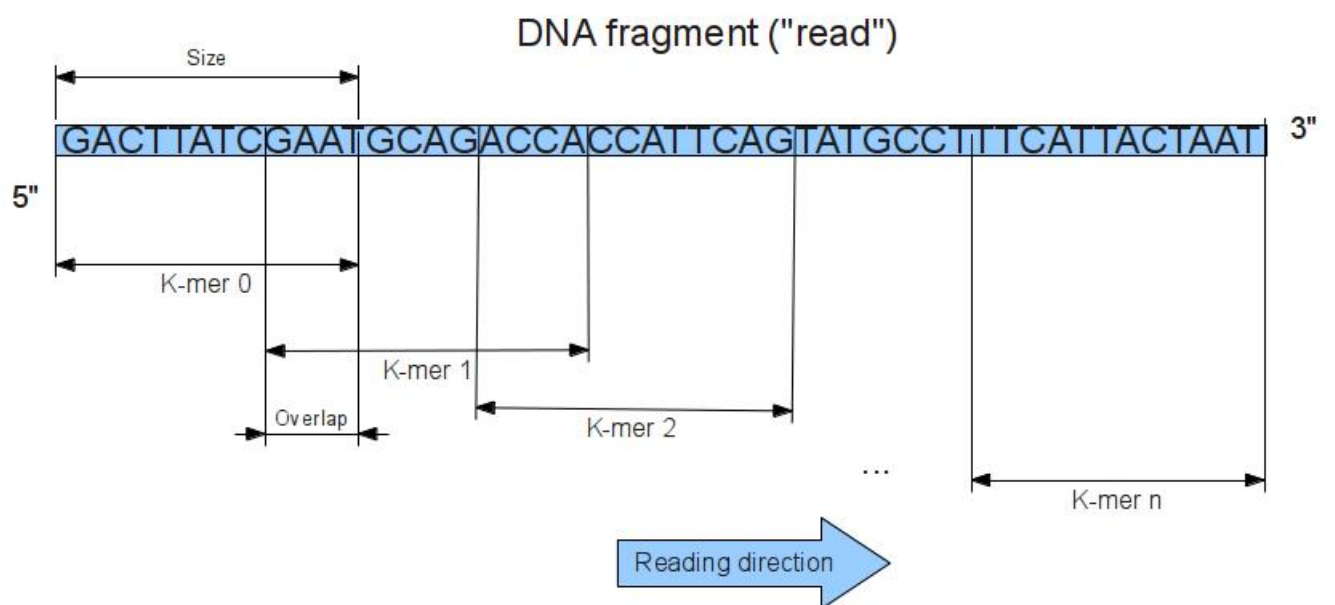 DNA fragment ("read")
Size
GACTTATCGAATGCAGACCACCATTCAGTATGCCTTTCATTACTAAT
3"
5"
K-mer 0
K-mer 1
Overlap
K-mer 2
...
K-mer n
Reading direction